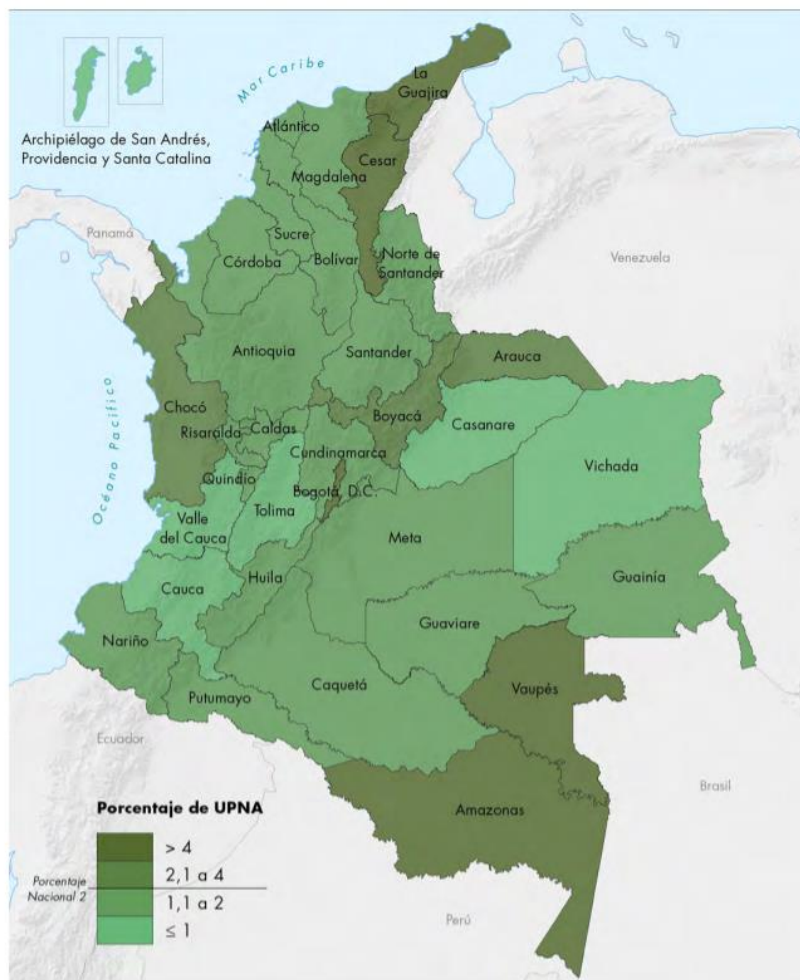 Mar Caribe
La
Guajira
Archipiélago de San Andrés,
Providencia y Santa Catalina
Atlántico
Cesar
Magdalena
Panamá
Sucre
Córdoba
Bolívar
Norte de
Santander
Venezuela
Antioquia
Santander
Arauca
Océano Pacífico
Chocó
Boyacá
Risaralda
Caldas
Casanare
Cundinamarca
Vichada
Quindío
Bogotá, D.C.
Tolima
Valle
del Cauca
Meta
Guainía
Huila
Cauca
Guaviare
Nariño
Caquetá
Vaupés
Putumayo
Ecuador
Brasil
Amazonas
Porcentaje de UPNA
> 4
2,1 a 4
Porcentaje
Nacional 2
1,1 a 2
≤ 1
Perú